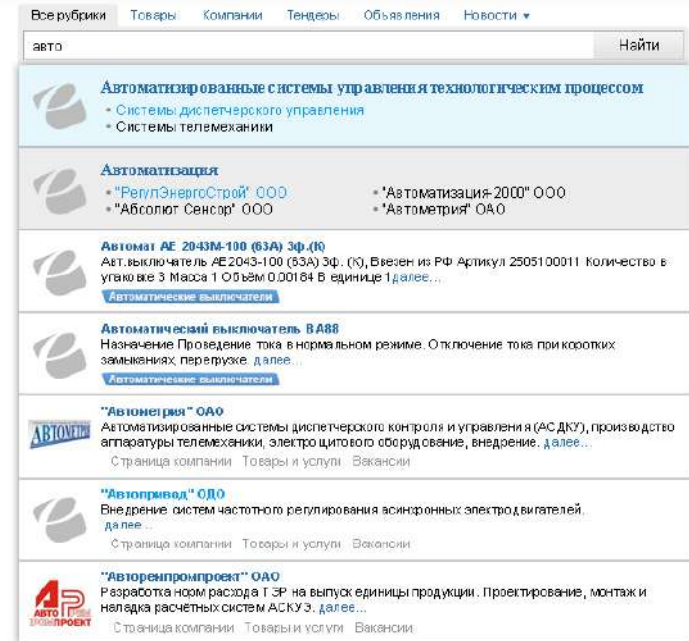 Все рубрики Товары Компании Тендеры Объявления Новости ▾
авто Найти
Автоматизированные системы управления технологическим процессом
• Системы диспетчерского управления
• Системы телемеханики
Автоматизация
• "РегулЭнергоСтрой" ООО • "Автоматизация-2000" ООО
• "Абсолют Сенсор" ООО • "Автометрия" ОАО
Автомат АЕ 2043М-100 (63А) 3ф.(К)
Авт.выключатель АЕ2043-100 (63А) 3ф. (К), Ввезен из РФ Артикул 2505100011 Количество в
упаковке 3 Масса 1 Объём 0,00184 В единице 1далее...
Автоматические выключатели
Автоматический выключатель ВА88
Назначение Проведение тока в нормальном режиме. Отключение тока при коротких
замыканиях, перегрузке. далее...
Автоматические выключатели
"Автометрия" ОАО
АВТОМЕТРИЯ
Автоматизированные системы диспетчерского контроля и управления (АСДКУ), производство
аппаратуры телемеханики, электрощитового оборудование, внедрение. далее...
Страница компании Товары и услуги Вакансии
"Автопривод" ОДО
Внедрение систем частотного регулирования асинхронных электродвигателей.
далее...
Страница компании Товары и услуги Вакансии
"Авторемпромпроект" ОАО
Разработка норм расхода ТЭР на выпуск единицы продукции. Проектирование, монтаж и
наладка расчётных систем АСКУЭ. далее...
АВТО РЕМ
ПРОМПРОЕКТ
Страница компании Товары и услуги Вакансии